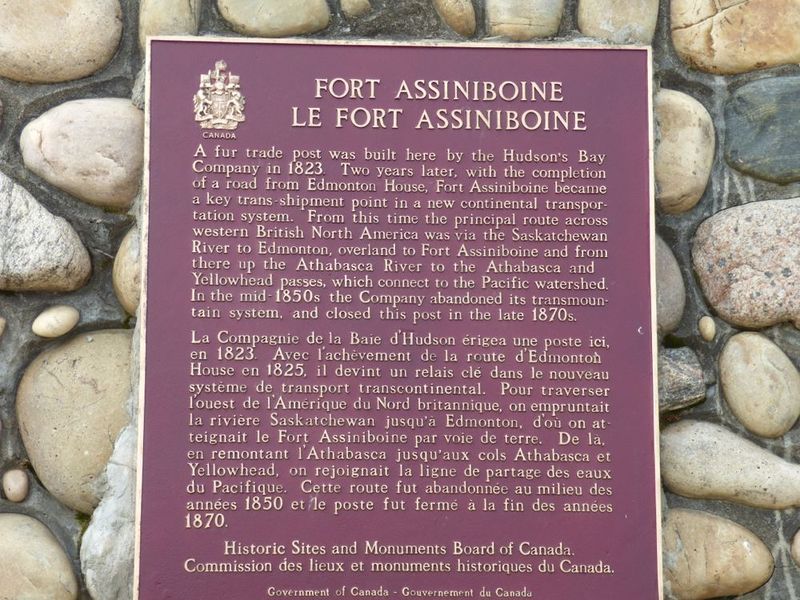 CANADA
FORT ASSINIBOINE
LE FORT ASSINIBOINE
A fur trade post was built here by the Hudson's Bay
Company in 1823. Two years later, with the completion
of a road from Edmonton House, Fort Assiniboine became
a key trans-shipment point in a new continental transpor-
tation system. From this time the principal route across
western British North America was via the Saskatchewan
River to Edmonton, overland to Fort Assiniboine and from
there up the Athabasca River to the Athabasca and
Yellowhead passes, which connect to the Pacific watershed.
In the mid-1850s the Company abandoned its transmoun-
tain system, and closed this post in the late 1870s.
La Compagnie de la Baie d'Hudson érigea une poste ici,
en 1823. Avec l'achèvement de la route d'Edmonton
House en 1825, il devint un relais clé dans le nouveau
système de transport transcontinental. Pour traverser
l'ouest de l'Amérique du Nord britannique, on empruntait
la rivière Saskatchewan jusqu'à Edmonton, d'où on at-
teignait le Fort Assiniboine par voie de terre. De là,
en remontant l'Athabasca jusqu'aux cols Athabasca et
Yellowhead, on rejoignait la ligne de partage des eaux
du Pacifique. Cette route fut abandonnée au milieu des
années 1850 et le poste fut fermé à la fin des années
1870.
Historic Sites and Monuments Board of Canada.
Commission des lieux et monuments historiques du Canada.
Government of Canada - Gouvernement du Canada